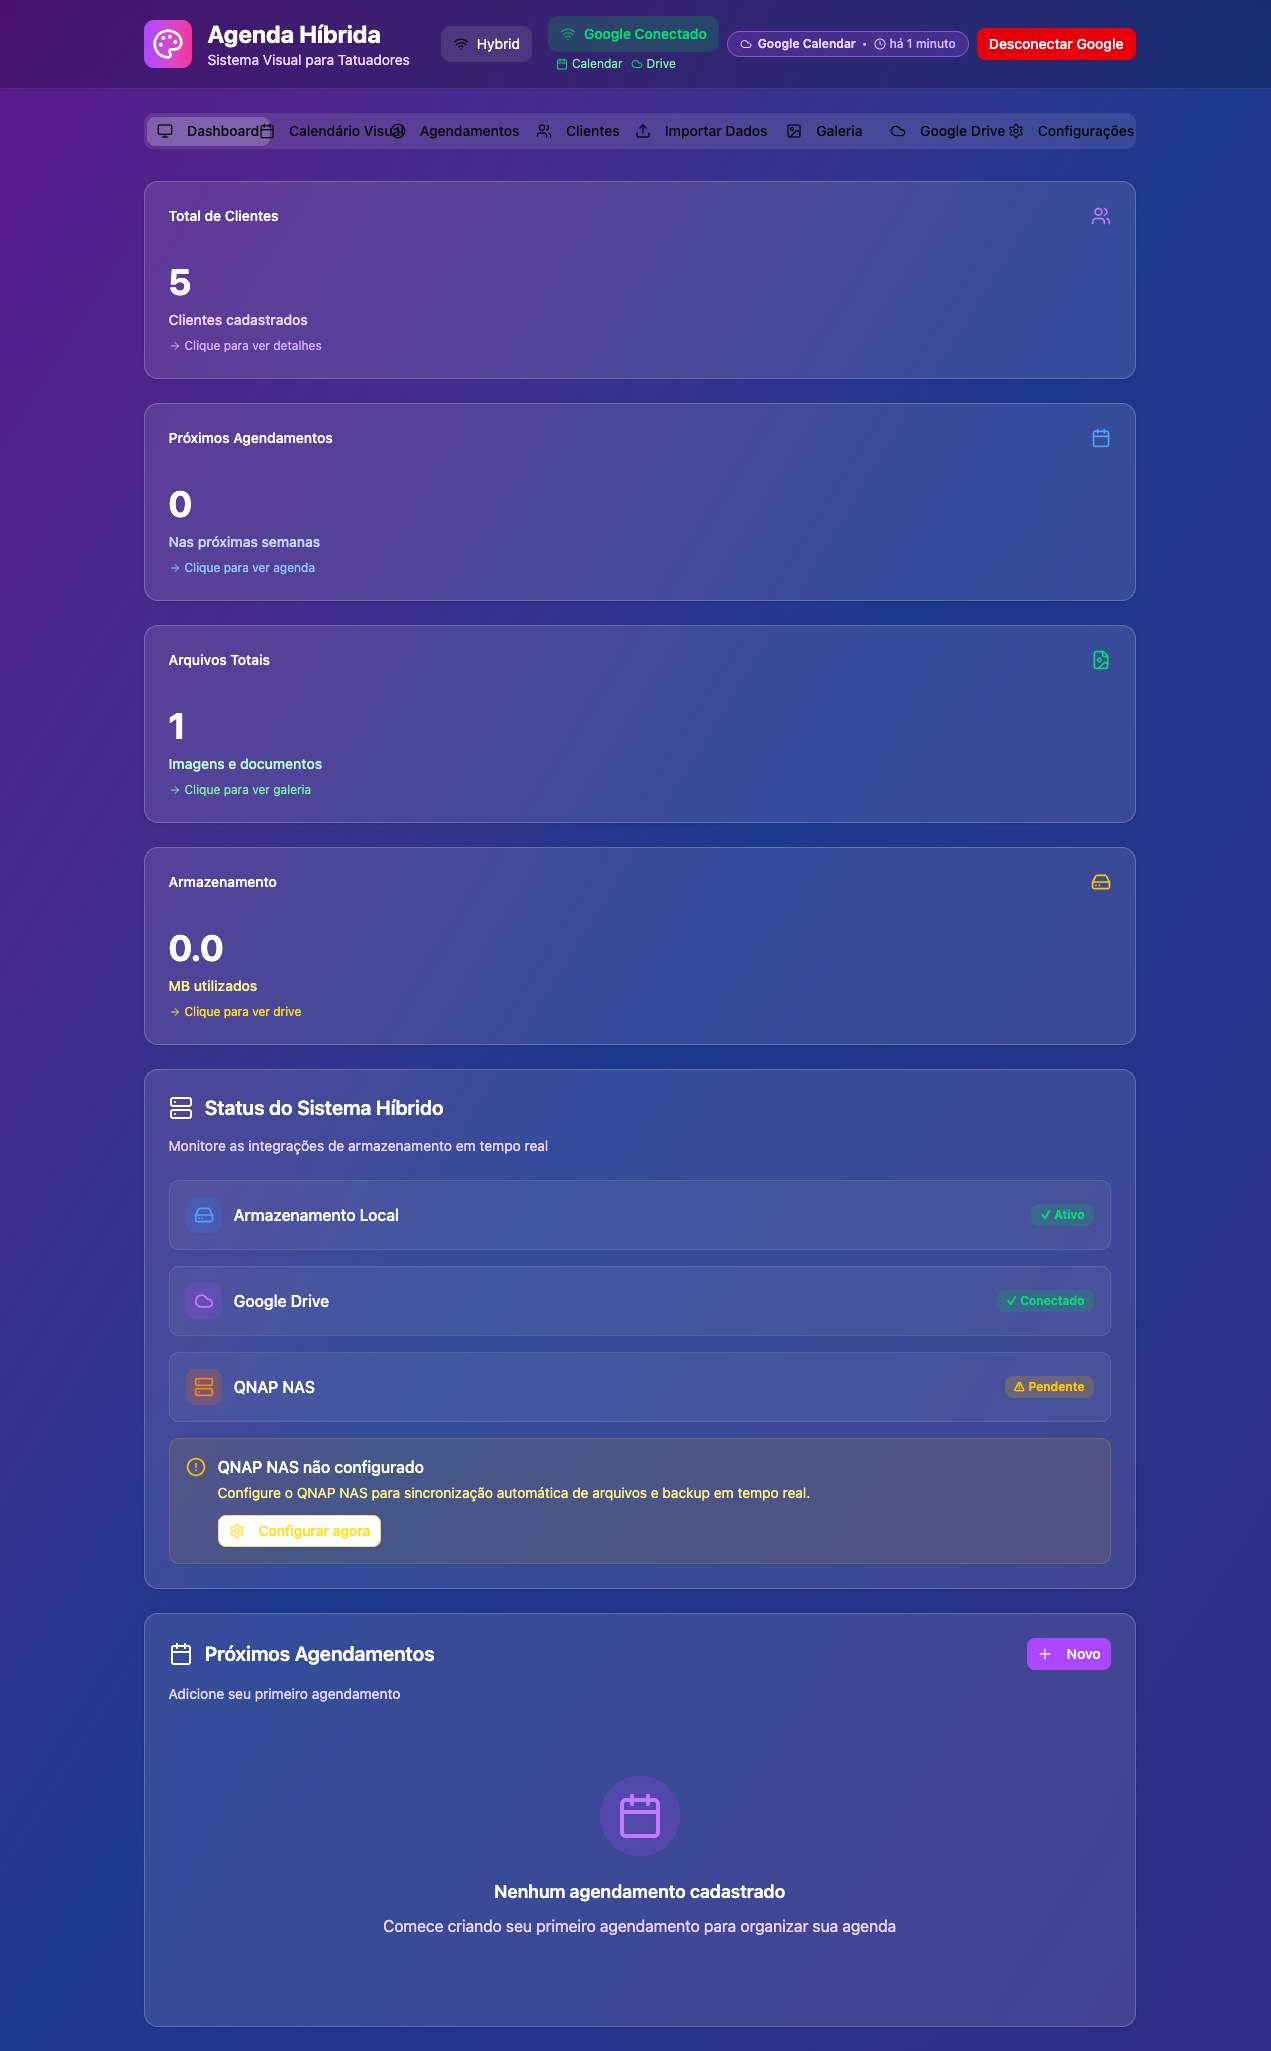 Agenda Híbrida
Sistema Visual para Tatuadores
Hybrid
Google Conectado
Calendar Drive
Google Calendar • há 1 minuto
Desconectar Google
Dashboard Calendário Visual Agendamentos Clientes Importar Dados Galeria Google Drive Configurações
Total de Clientes
5
Clientes cadastrados
→ Clique para ver detalhes
Próximos Agendamentos
0
Nas próximas semanas
→ Clique para ver agenda
Arquivos Totais
1
Imagens e documentos
→ Clique para ver galeria
Armazenamento
0.0
MB utilizados
→ Clique para ver drive
Status do Sistema Híbrido
Monitore as integrações de armazenamento em tempo real
Armazenamento Local ✓ Ativo
Google Drive ✓ Conectado
QNAP NAS ⚠ Pendente
QNAP NAS não configurado
Configure o QNAP NAS para sincronização automática de arquivos e backup em tempo real.
Configurar agora
Próximos Agendamentos + Novo
Adicione seu primeiro agendamento
Nenhum agendamento cadastrado
Comece criando seu primeiro agendamento para organizar sua agenda